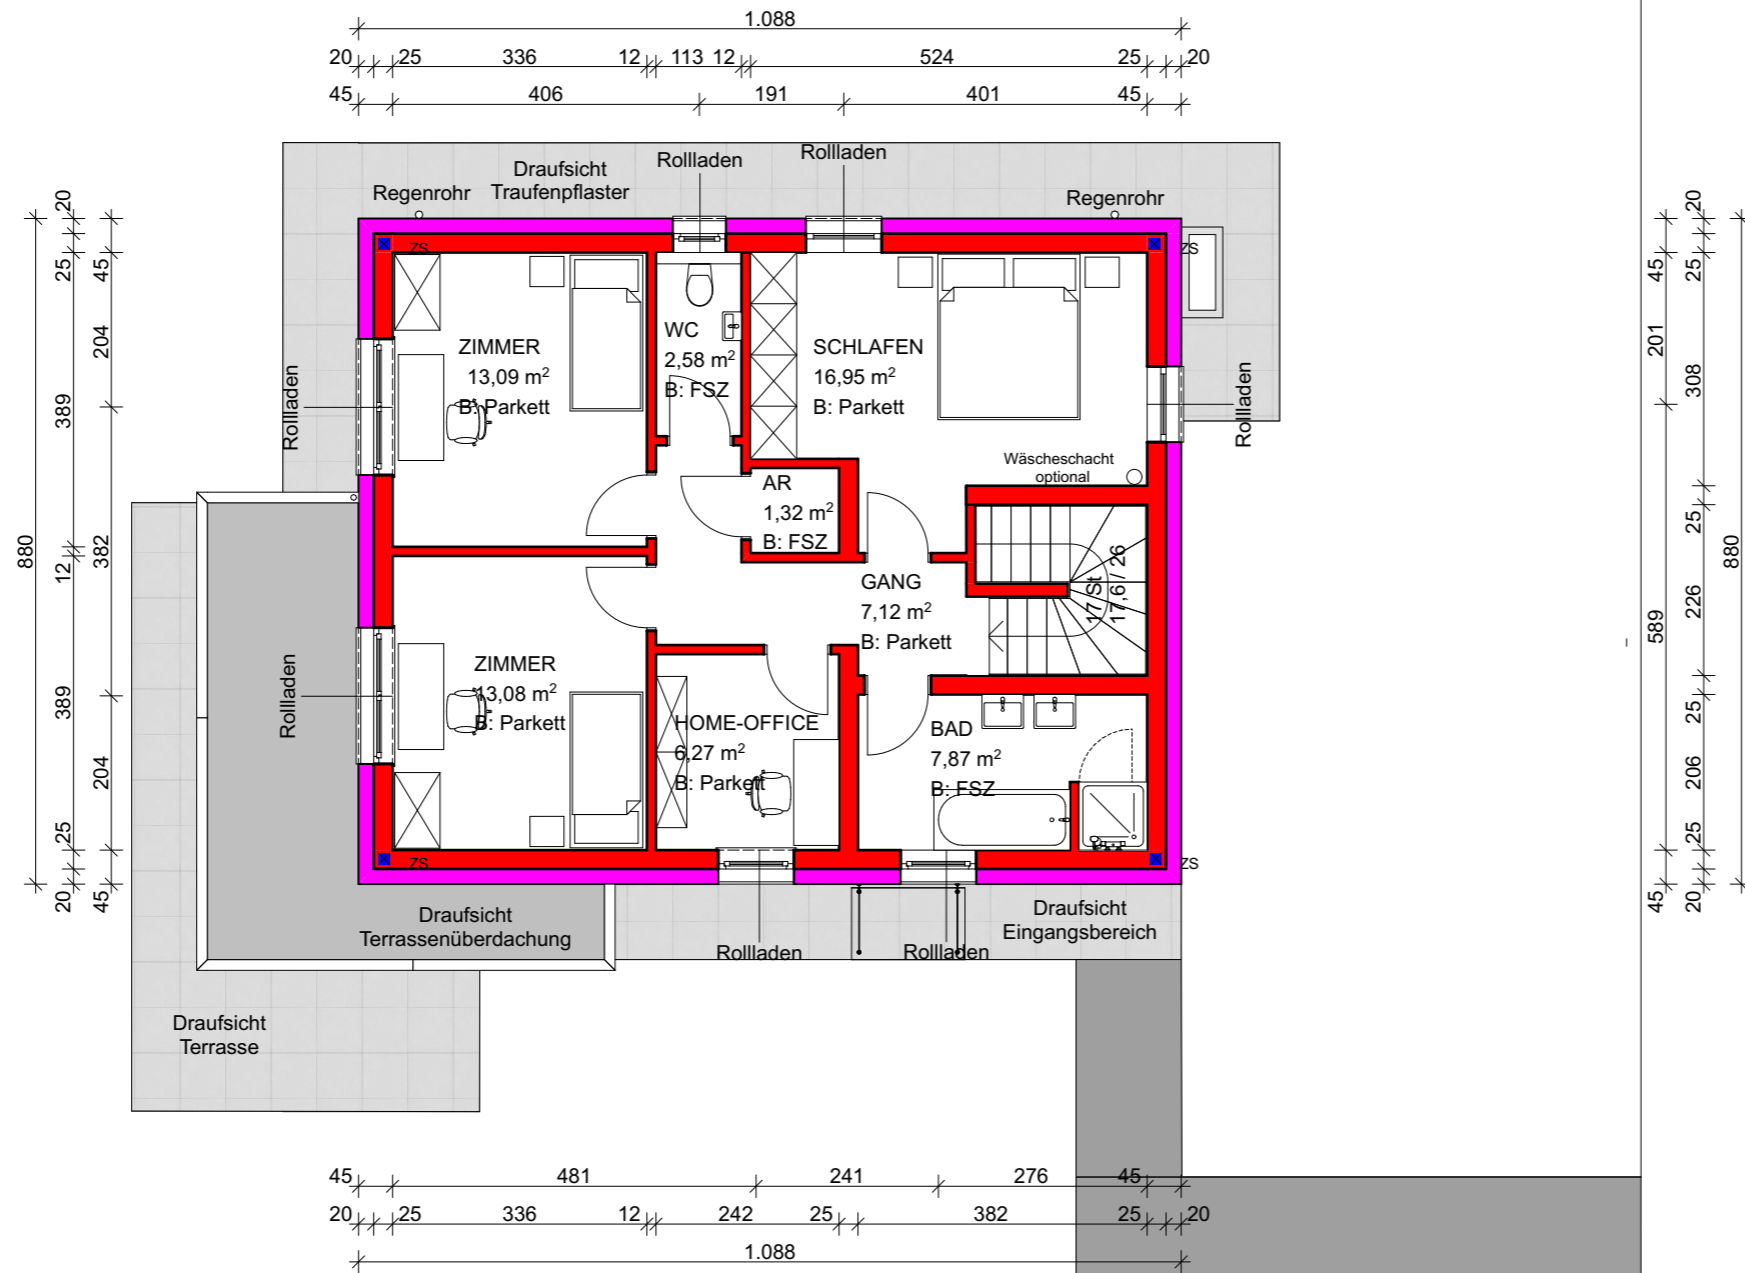 1.088
20 25 336 12 113 12 524 25 20
45 406 191 401 45
Rollladen
Rollladen
Draufsicht
Traufenpflaster
Regenrohr
Regenrohr
ZS
ZS
20
25
389
12
389
25
20
880
45
204
382
204
45
20
25
308
25
226
25
206
25
20
880
45
201
589
45
Rollladen
Rollladen
Rollladen
ZIMMER
13,09 m²
B: Parkett
WC
2,58 m²
B: FSZ
SCHLAFEN
16,95 m²
B: Parkett
Wäscheschacht
optional
AR
1,32 m²
B: FSZ
GANG
7,12 m²
B: Parkett
17 St
17,6 / 26
ZIMMER
13,08 m²
B: Parkett
HOME-OFFICE
6,27 m²
B: Parkett
BAD
7,87 m²
B: FSZ
ZS
ZS
Draufsicht
Terrassenüberdachung
Draufsicht
Eingangsbereich
Rollladen
Rollladen
Draufsicht
Terrasse
45 481 241 276 45
20 25 336 12 242 25 382 25 20
1.088